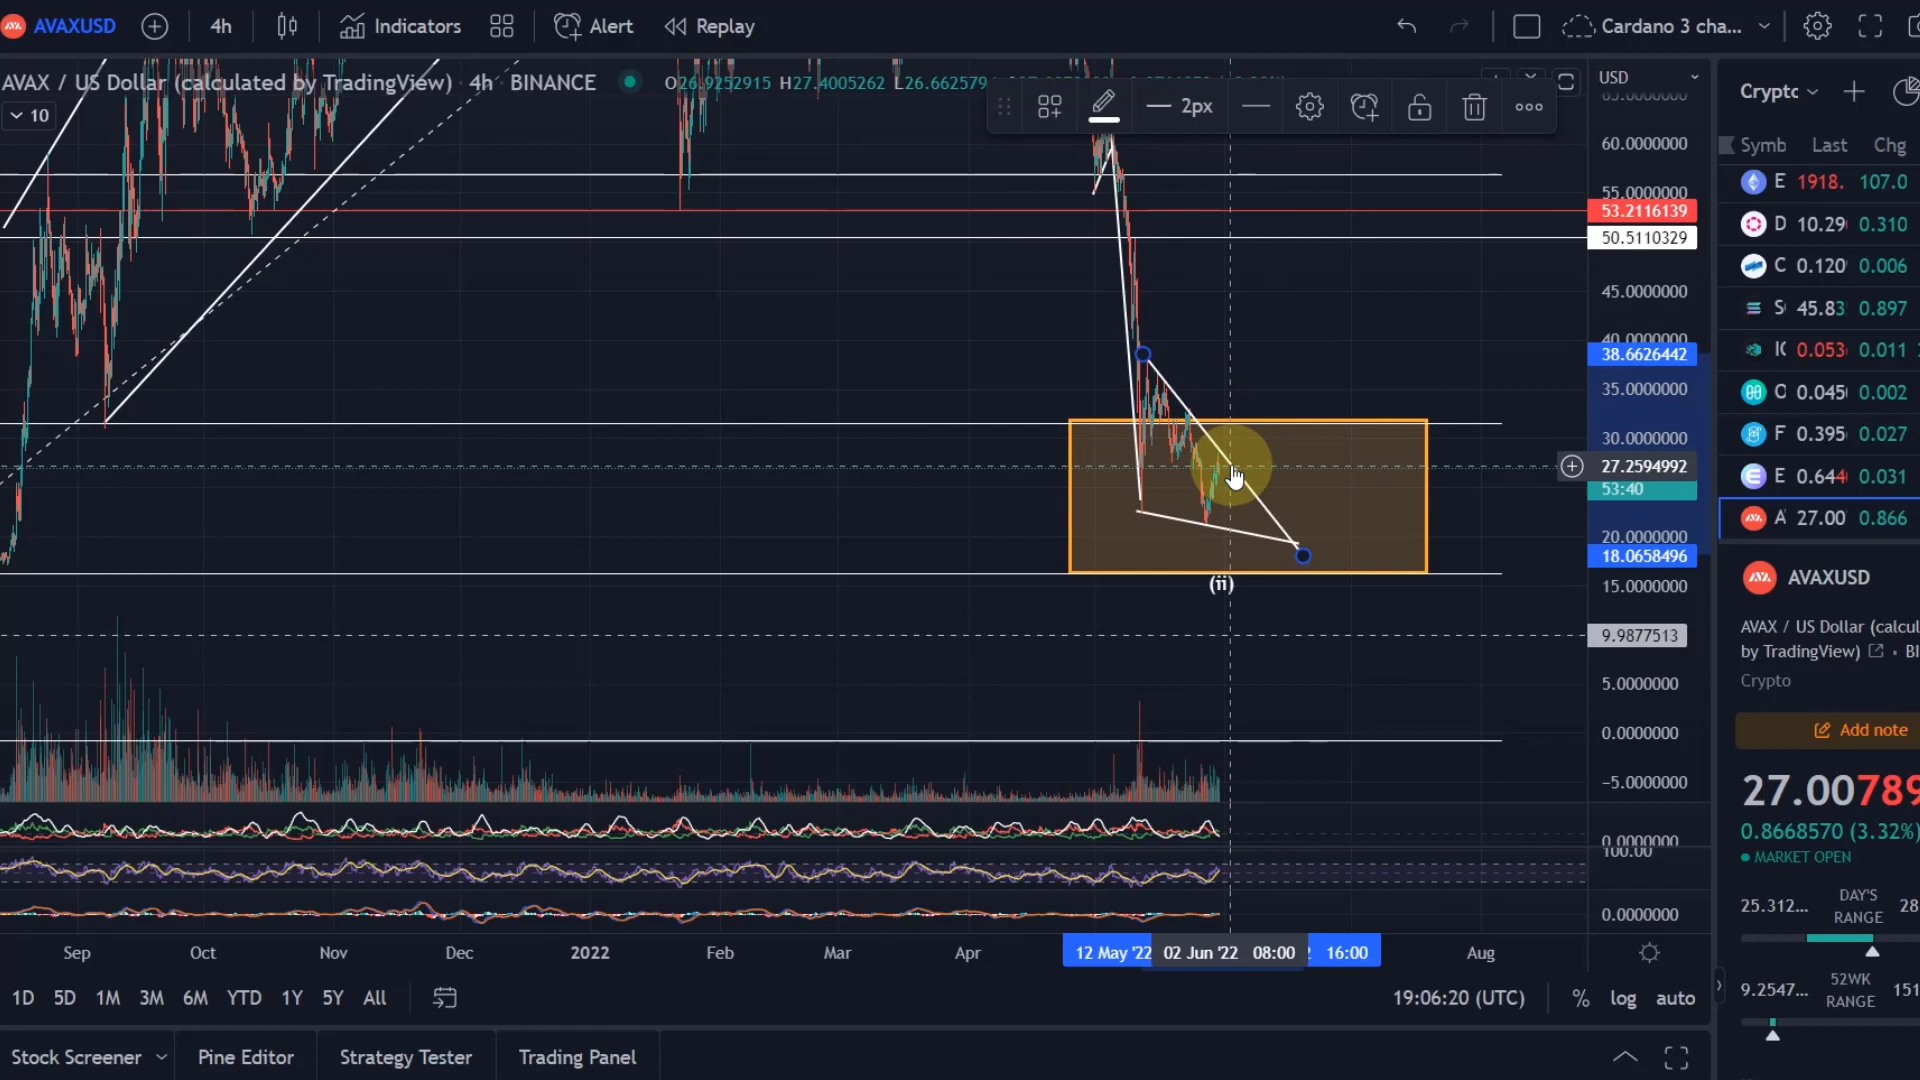 AVAXUSD 4h Indicators Alert Replay Cardano 3 cha...
AVAX / US Dollar (calculated by TradingView) · 4h · BINANCE O26.9252915 H27.4005262 L26.662579
10
2px
USD
60.0000000
55.0000000
53.2116139
50.5110329
45.0000000
40.0000000
38.6626442
35.0000000
30.0000000
27.2594992
53:40
20.0000000
18.0658496
15.0000000
9.9877513
5.0000000
0.0000000
−5.0000000
0.0000000
100.00
0.0000000
(ii)
Sep Oct Nov Dec 2022 Feb Mar Apr 12 May '22 02 Jun '22 08:00 16:00 Aug
1D 5D 1M 3M 6M YTD 1Y 5Y All 19:06:20 (UTC) % log auto
Stock Screener Pine Editor Strategy Tester Trading Panel
Crypto
Symb Last Chg
E 1918. 107.0
D 10.29 0.310
C 0.120 0.006
S 45.83 0.897
IC 0.053 0.011
O 0.045 0.002
F 0.395 0.027
E 0.644 0.031
A 27.00 0.866
AVAXUSD
AVAX / US Dollar (calcul
by TradingView) • BI
Crypto
Add note
27.00789
0.8668570 (3.32%)
MARKET OPEN
25.312... DAY'S RANGE 28
9.2547... 52WK RANGE 151